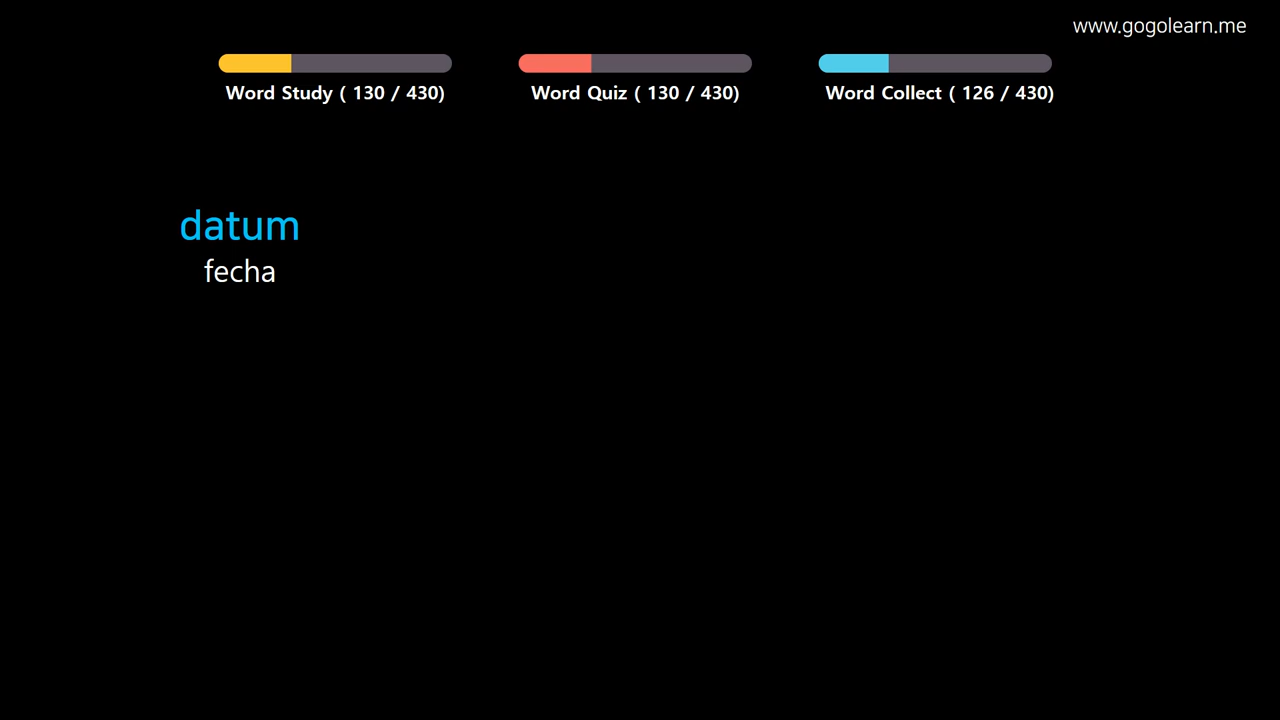 www.gogolearn.me
Word Study ( 130 / 430)
Word Quiz ( 130 / 430)
Word Collect ( 126 / 430)
datum
fecha